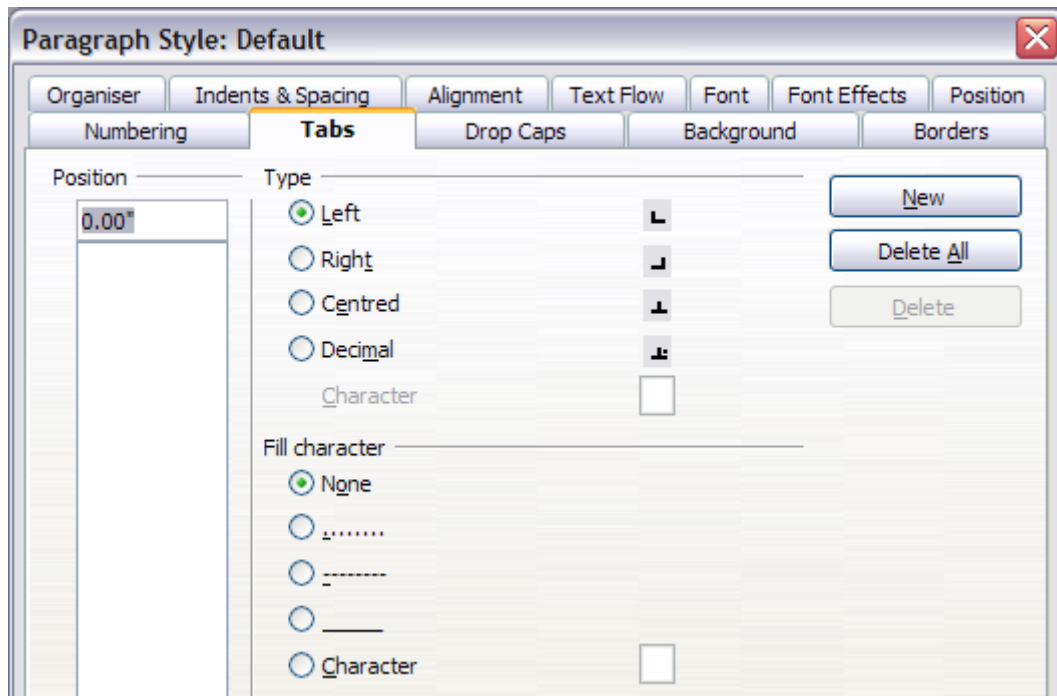 Paragraph Style: Default
Organiser Indents & Spacing Alignment Text Flow Font Font Effects Position
Numbering Tabs Drop Caps Background Borders
Position Type
0.00" Left New
Right Delete All
Centred Delete
Decimal
Character
Fill character
None
........
--------
_____
Character